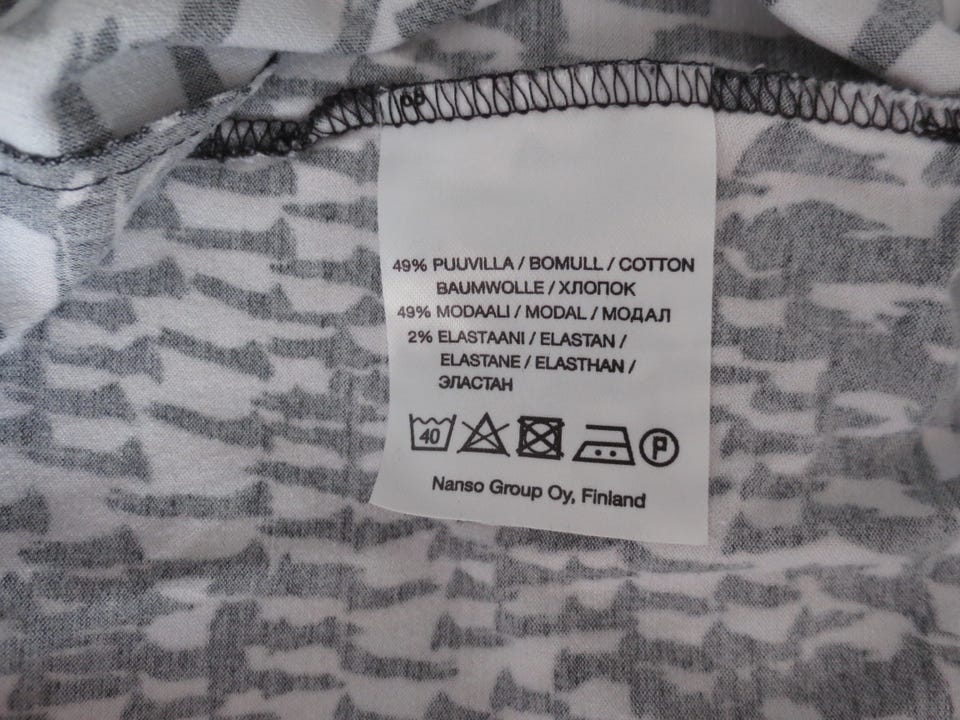 49% PUUVILLA / BOMULL / COTTON
BAUMWOLLE / ХЛОПОК
49% MODAALI / MODAL / МОДАЛ
2% ELASTAANI / ELASTAN /
ELASTANE / ELASTHAN /
ЭЛАСТАН
40 P
Nanso Group Oy, Finland